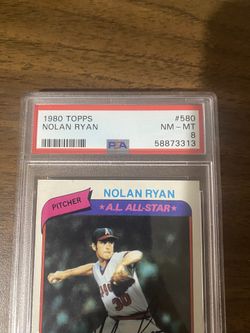 1980 TOPPS #580
NOLAN RYAN NM-MT
PSA 8
58873313
NOLAN RYAN
PITCHER
★A.L. ALL-STAR★
A
30